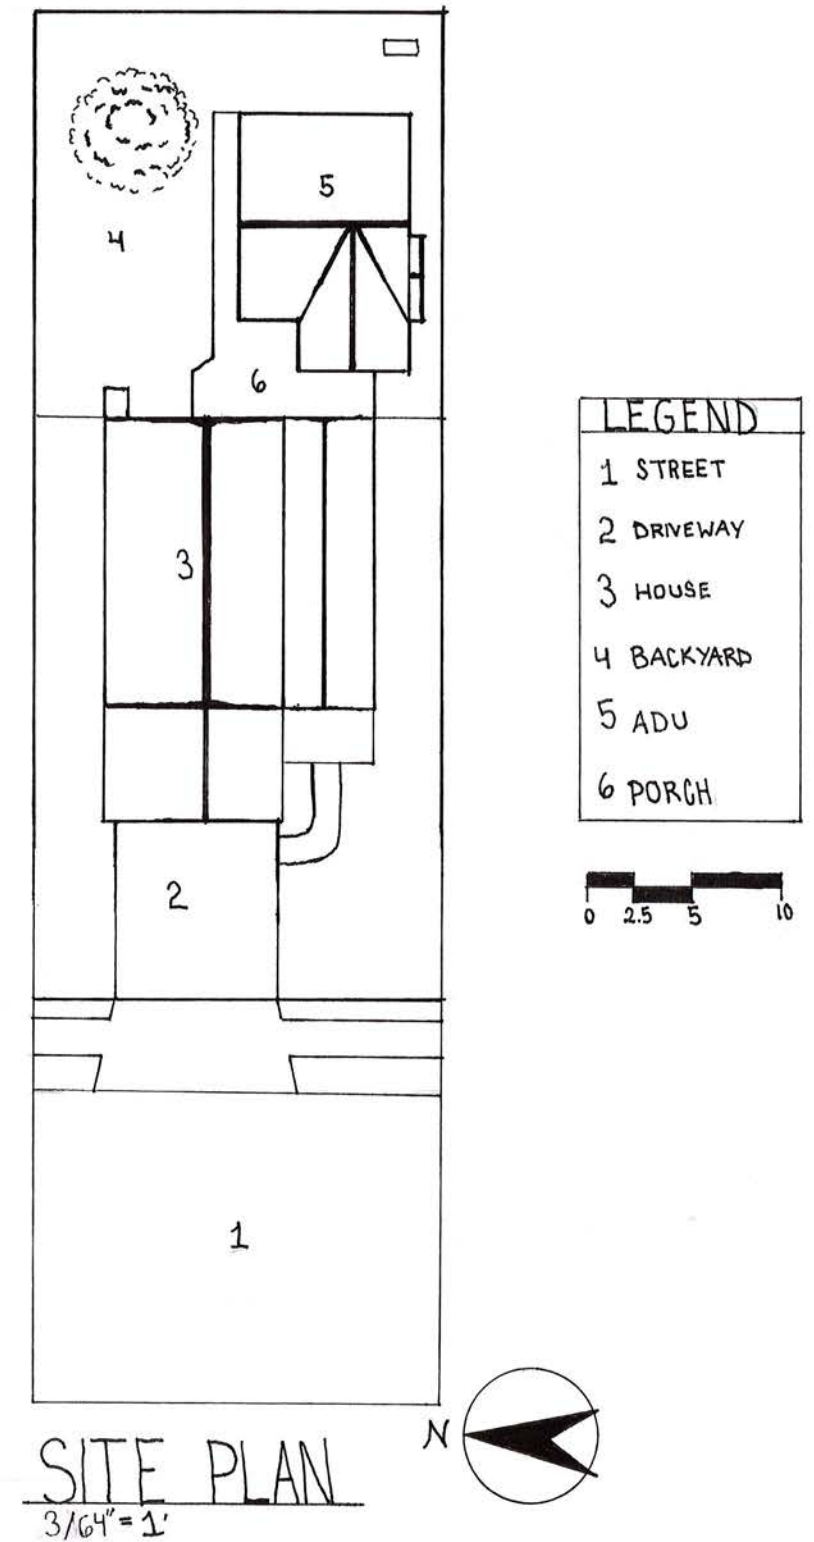 5
4
6
3
2
1
LEGEND
1 STREET
2 DRIVEWAY
3 HOUSE
4 BACKYARD
5 ADU
6 PORCH
0 2.5 5 10
N
SITE PLAN
3/64" = 1'